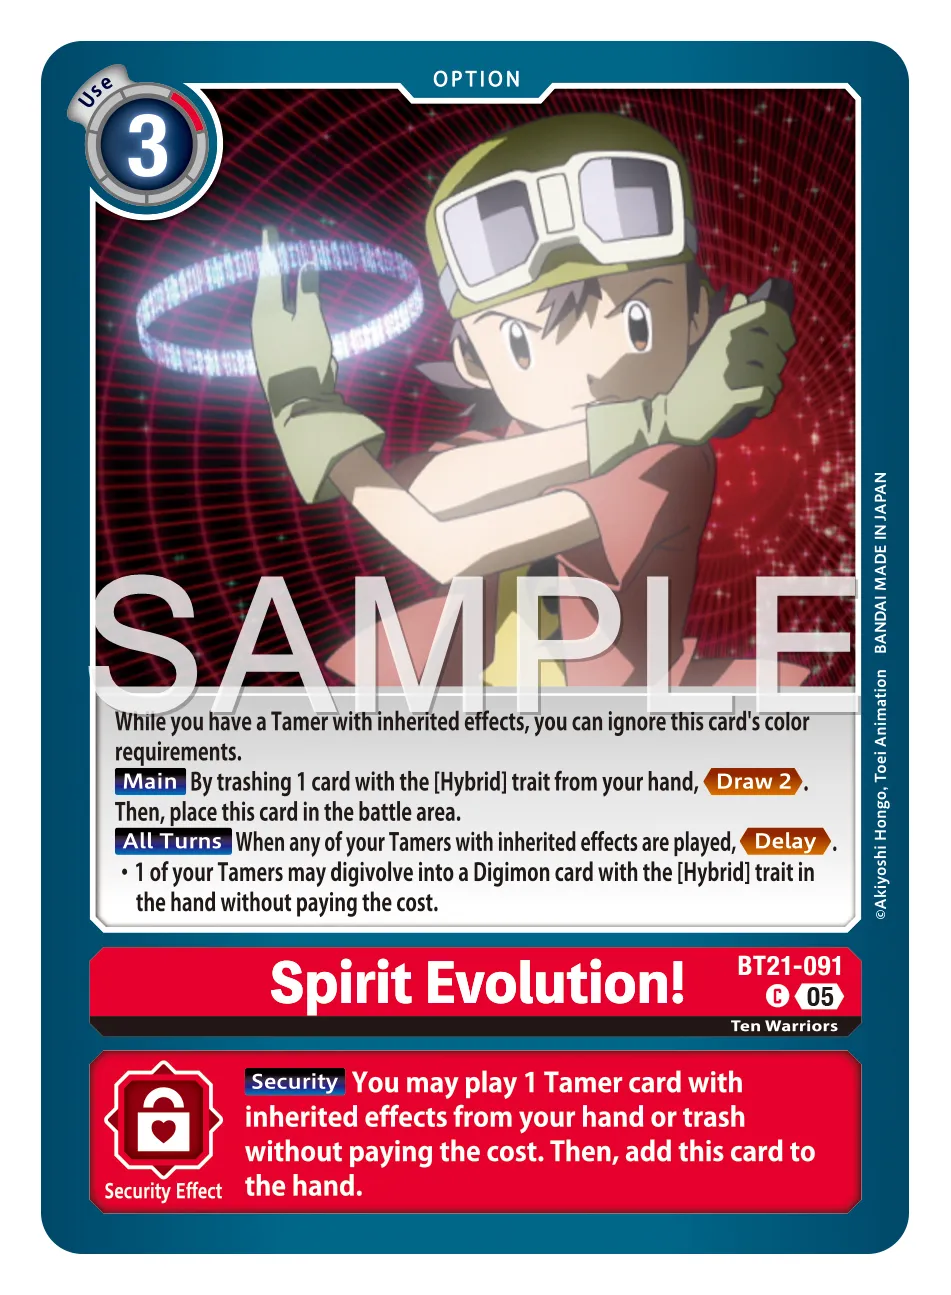 OPTION
Use
3
SAMPLE
While you have a Tamer with inherited effects, you can ignore this card's color
requirements.
Main By trashing 1 card with the [Hybrid] trait from your hand, Draw 2.
Then, place this card in the battle area.
All Turns When any of your Tamers with inherited effects are played, Delay.
・1 of your Tamers may digivolve into a Digimon card with the [Hybrid] trait in
the hand without paying the cost.
©Akiyoshi Hongo, Toei Animation BANDAI MADE IN JAPAN
Spirit Evolution!
BT21-091
C 05
Ten Warriors
Security You may play 1 Tamer card with
inherited effects from your hand or trash
without paying the cost. Then, add this card to
the hand.
Security Effect